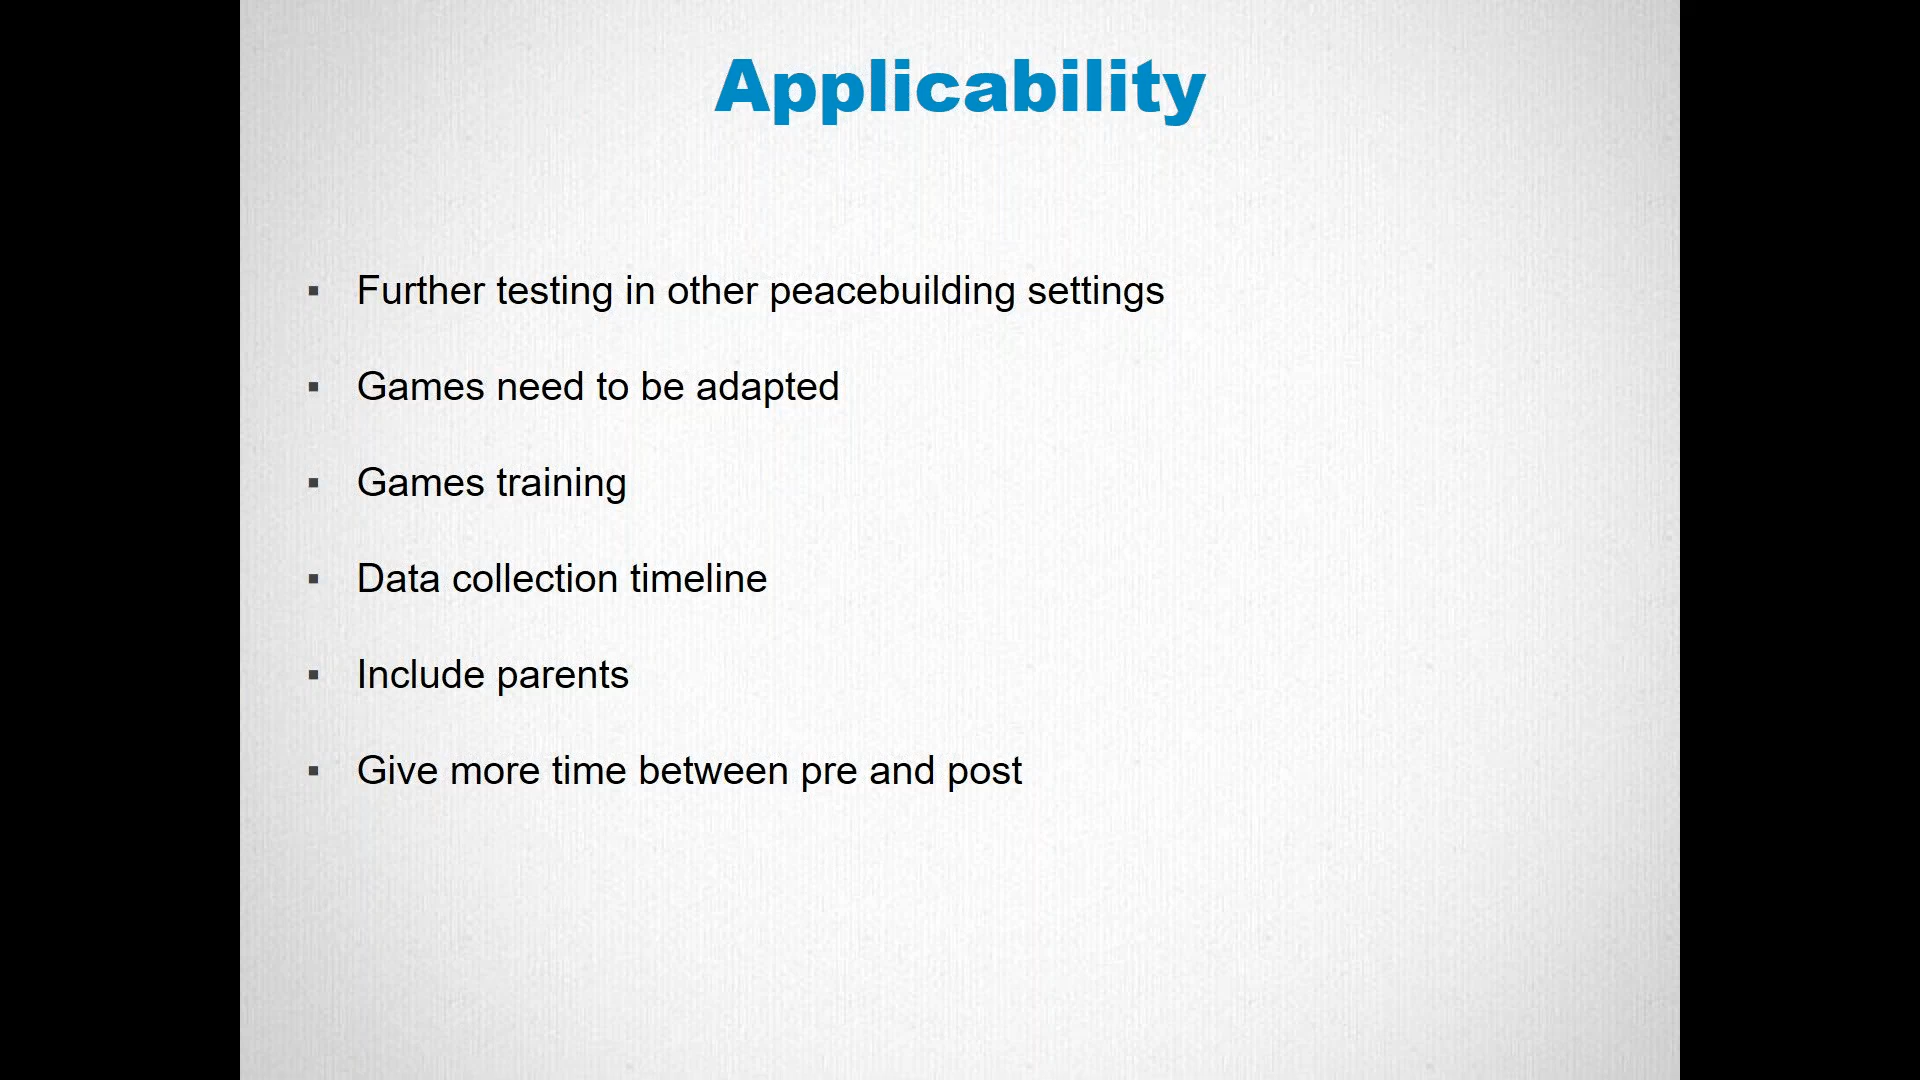 Applicability
▪ Further testing in other peacebuilding settings
▪ Games need to be adapted
▪ Games training
▪ Data collection timeline
▪ Include parents
▪ Give more time between pre and post